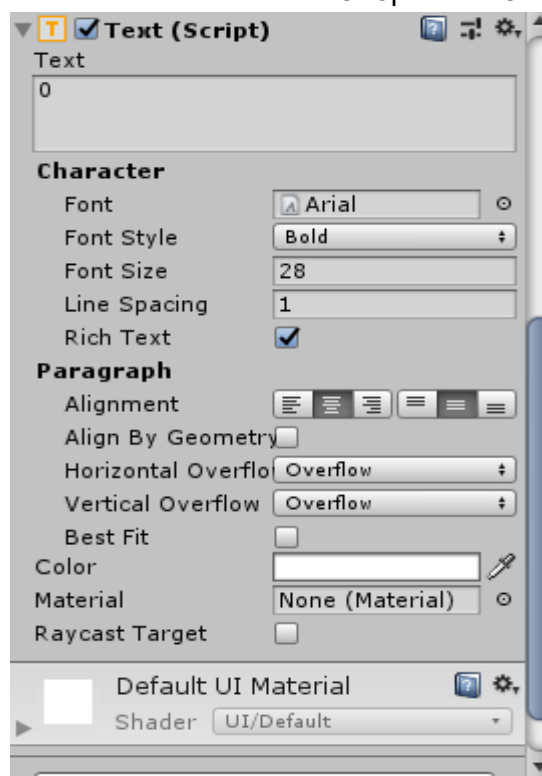 Text (Script)
Text
0
Character
Font Arial
Font Style Bold
Font Size 28
Line Spacing 1
Rich Text
Paragraph
Alignment
Align By Geometry
Horizontal Overflo Overflow
Vertical Overflow Overflow
Best Fit
Color
Material None (Material)
Raycast Target
Default UI Material
Shader UI/Default